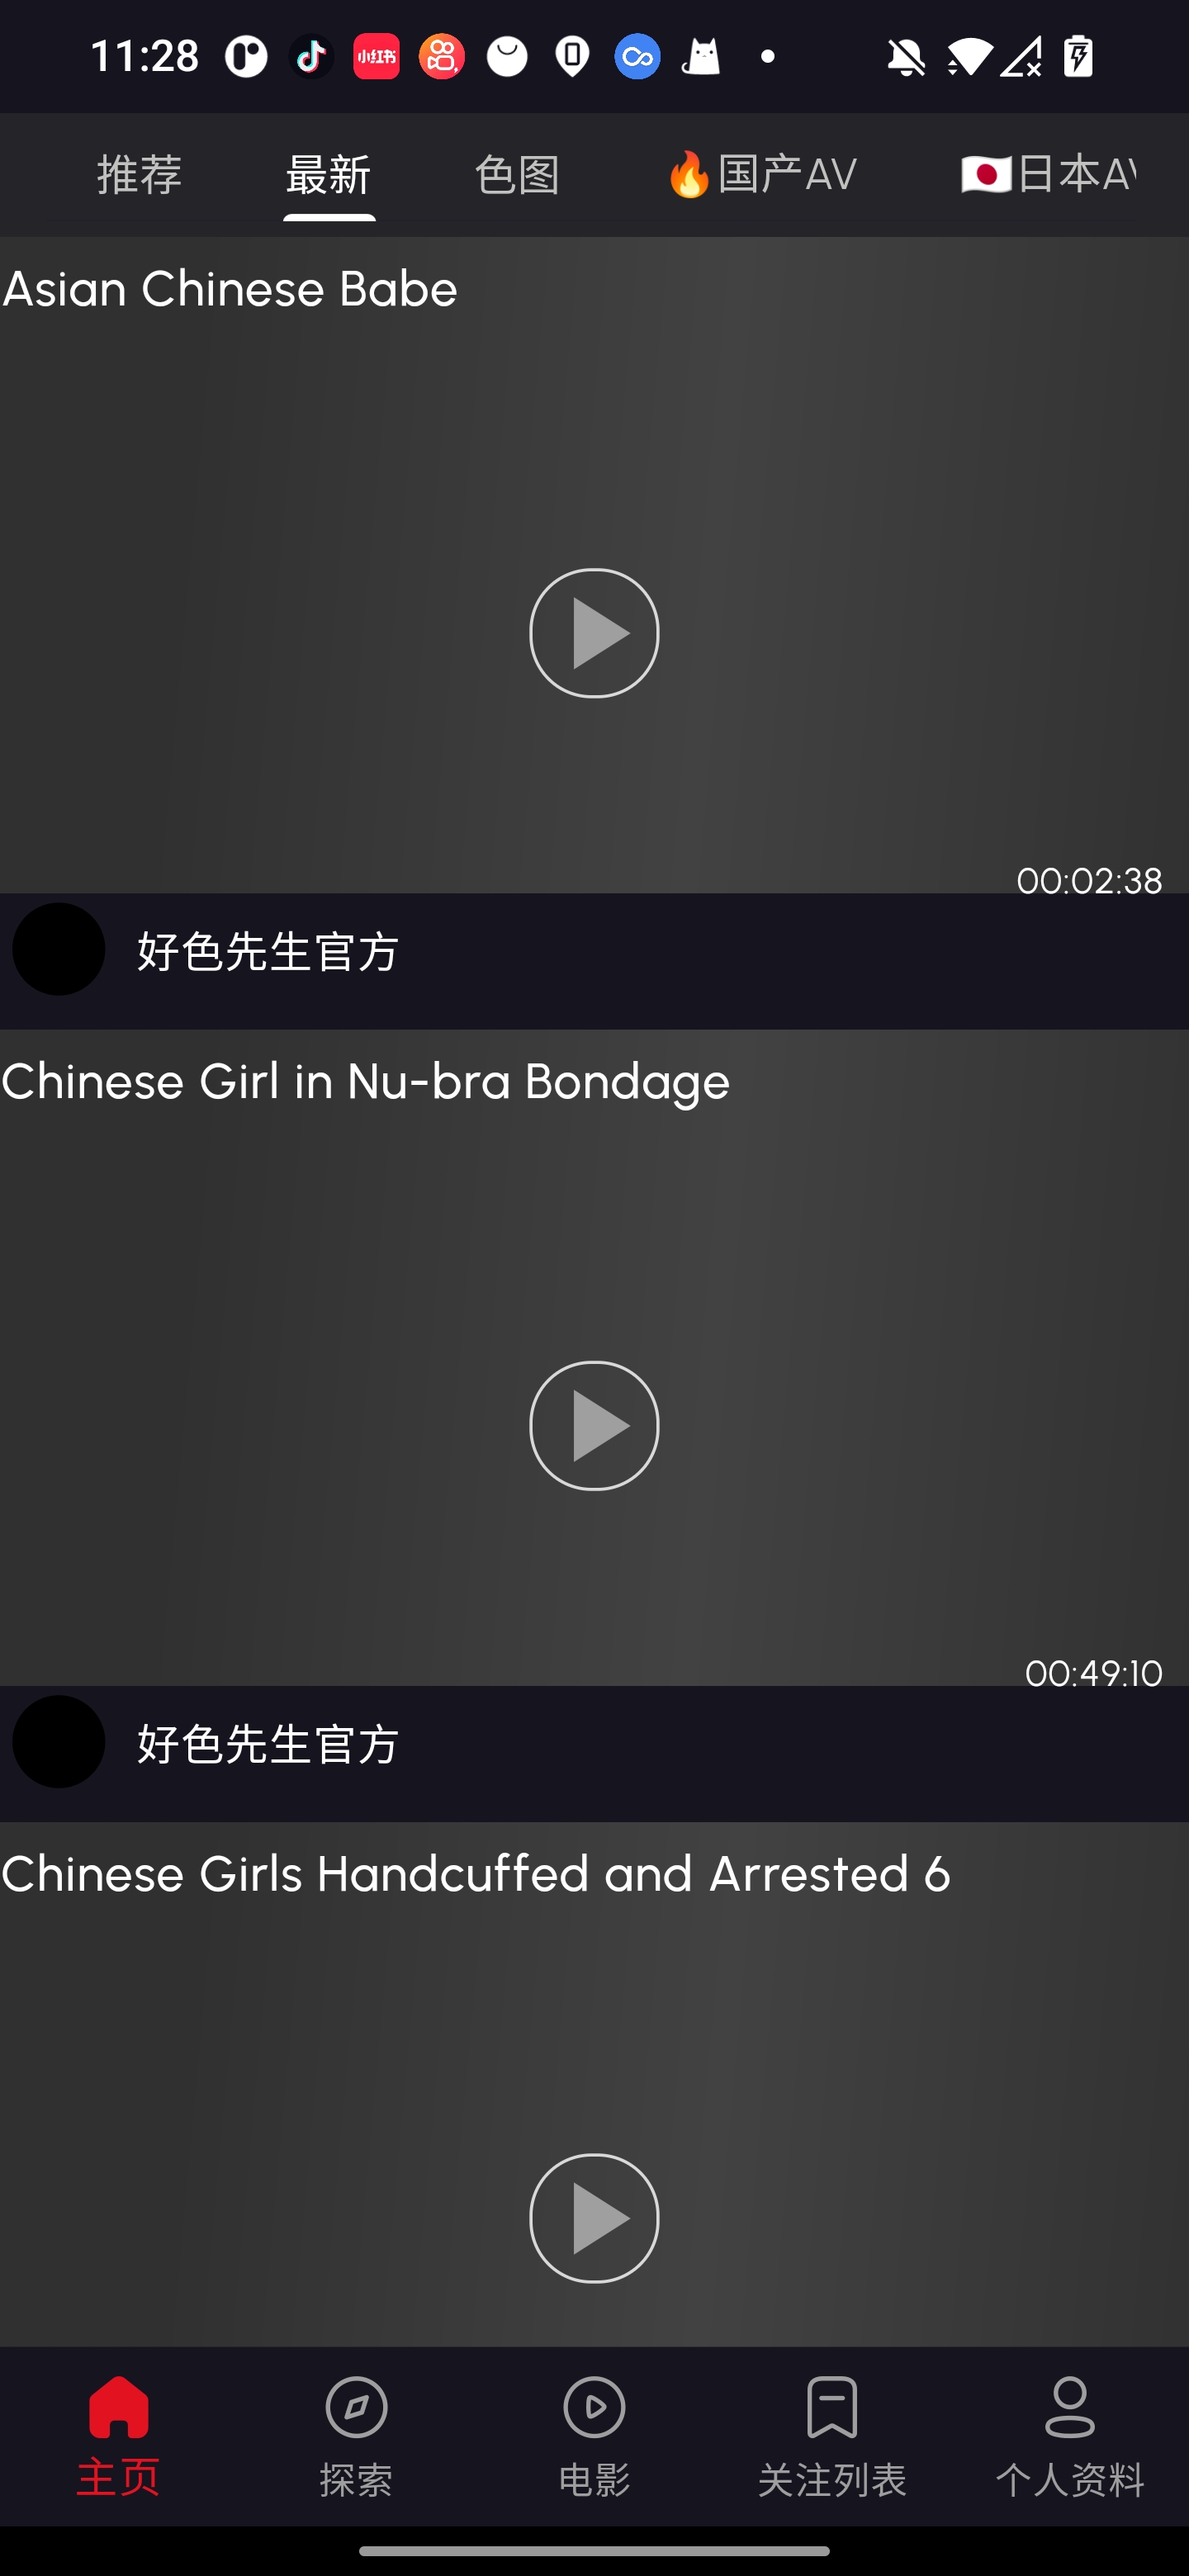 11:28
小红书
推荐 最新 色图 🔥国产AV 🇯🇵日本AV
Asian Chinese Babe
00:02:38
好色先生官方
Chinese Girl in Nu-bra Bondage
00:49:10
好色先生官方
Chinese Girls Handcuffed and Arrested 6
主页 探索 电影 关注列表 个人资料